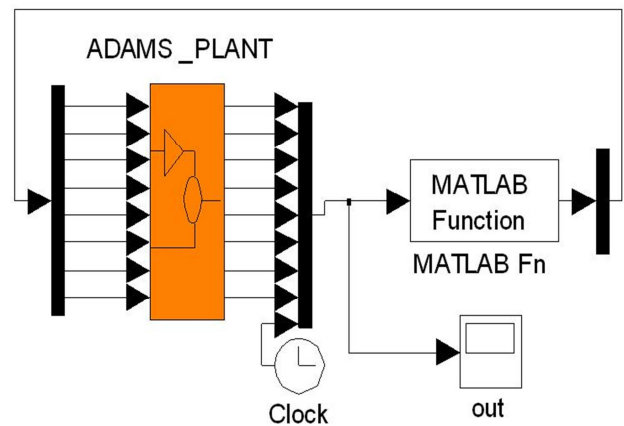 ADAMS _PLANT
MATLAB
Function
MATLAB Fn
Clock
out